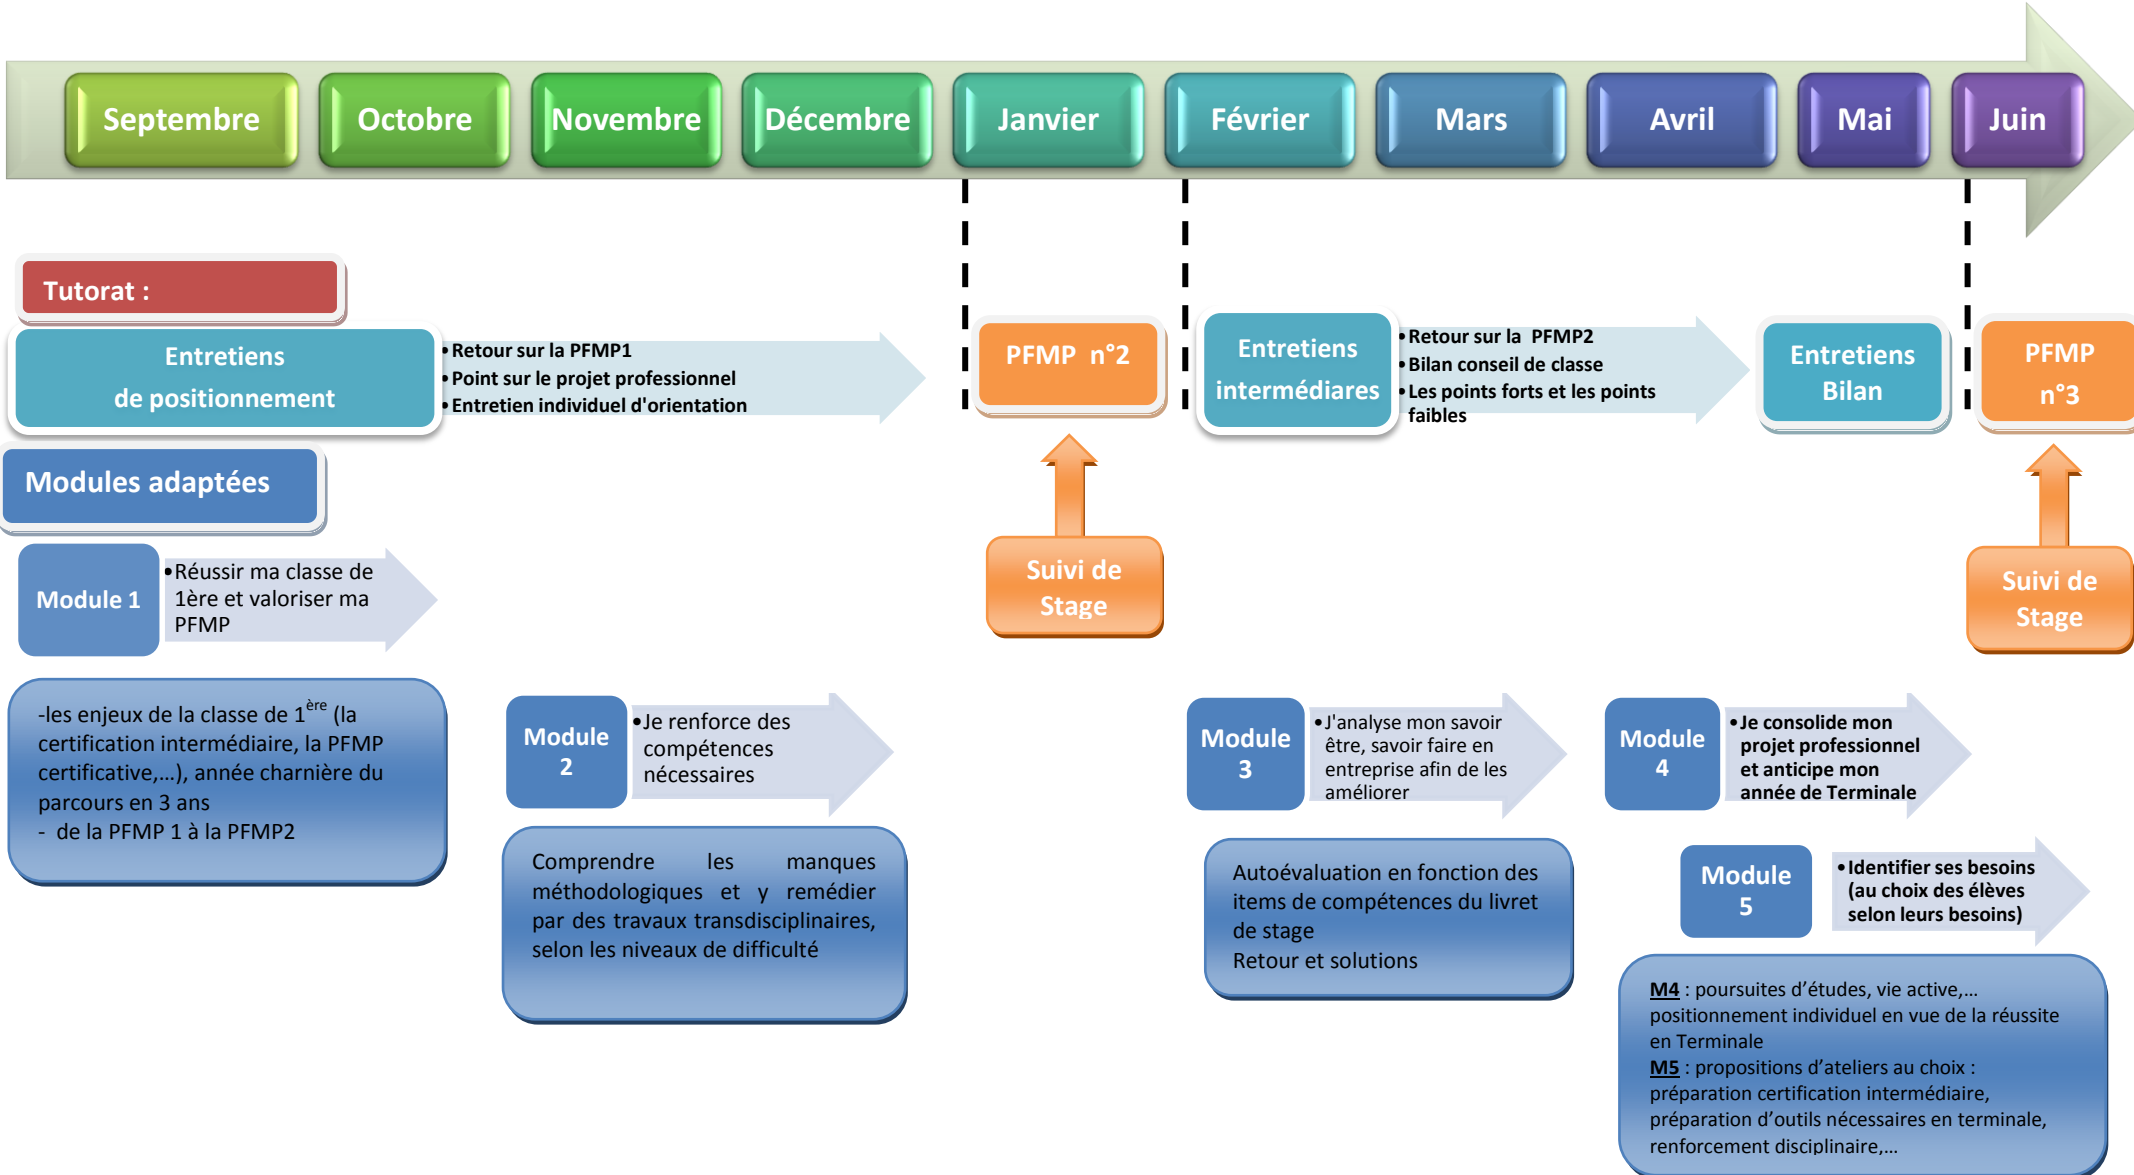 Septembre
Octobre
Novembre
Décembre
Janvier
Février
Mars
Avril
Mai
Juin
Tutorat :
Entretiens
de positionnement
•Retour sur la PFMP1
•Point sur le projet professionnel
•Entretien individuel d'orientation
PFMP n°2
Entretiens
intermédiares
•Retour sur la PFMP2
•Bilan conseil de classe
•Les points forts et les points
faibles
Entretiens
Bilan
PFMP
n°3
Modules adaptées
Suivi de
Stage
Suivi de
Stage
Module 1
•Réussir ma classe de
1ère et valoriser ma
PFMP
-les enjeux de la classe de 1ère (la
certification intermédiaire, la PFMP
certificative,...), année charnière du
parcours en 3 ans
- de la PFMP 1 à la PFMP2
Module
2
•Je renforce des
compétences
nécessaires
Comprendre les manques
méthodologiques et y remédier
par des travaux transdisciplinaires,
selon les niveaux de difficulté
Module
3
•J'analyse mon savoir
être, savoir faire en
entreprise afin de les
améliorer
Autoévaluation en fonction des
items de compétences du livret
de stage
Retour et solutions
Module
4
•Je consolide mon
projet professionnel
et anticipe mon
année de Terminale
Module
5
•Identifier ses besoins
(au choix des élèves
selon leurs besoins)
M4 : poursuites d'études, vie active,...
positionnement individuel en vue de la réussite
en Terminale
M5 : propositions d'ateliers au choix :
préparation certification intermédiaire,
préparation d'outils nécessaires en terminale,
renforcement disciplinaire,...